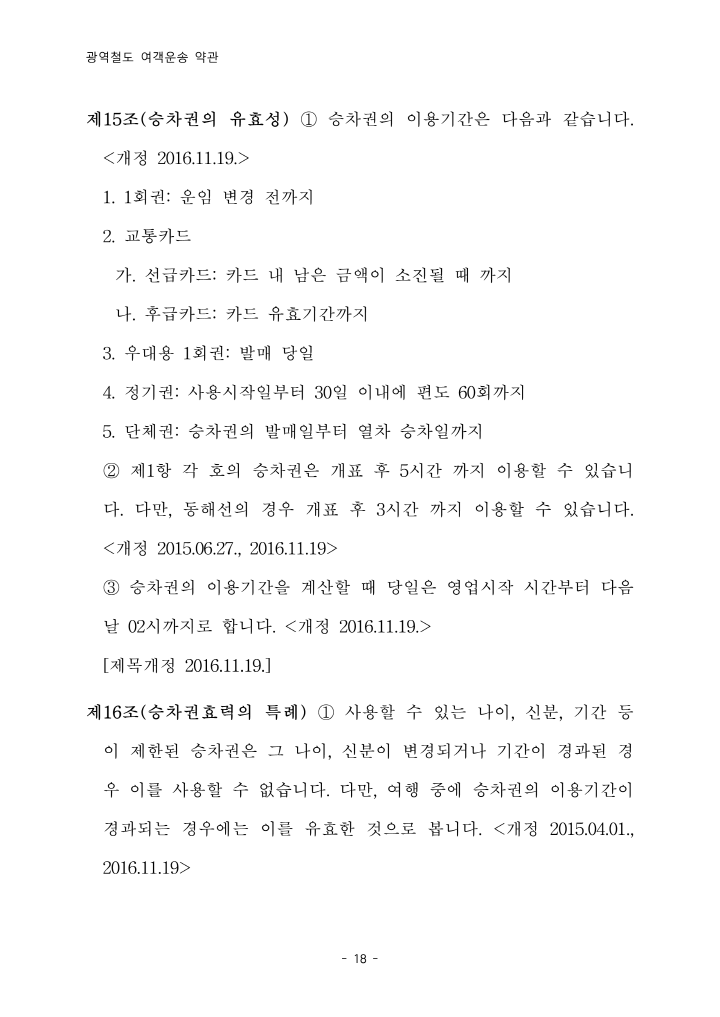 광역철도 여객운송 약관
제15조(승차권의 유효성) ① 승차권의 이용기간은 다음과 같습니다.
<개정 2016.11.19.>
1. 1회권: 운임 변경 전까지
2. 교통카드
가. 선급카드: 카드 내 남은 금액이 소진될 때 까지
나. 후급카드: 카드 유효기간까지
3. 우대용 1회권: 발매 당일
4. 정기권: 사용시작일부터 30일 이내에 편도 60회까지
5. 단체권: 승차권의 발매일부터 열차 승차일까지
② 제1항 각 호의 승차권은 개표 후 5시간 까지 이용할 수 있습니
다. 다만, 동해선의 경우 개표 후 3시간 까지 이용할 수 있습니다.
<개정 2015.06.27., 2016.11.19>
③ 승차권의 이용기간을 계산할 때 당일은 영업시작 시간부터 다음
날 02시까지로 합니다. <개정 2016.11.19.>
[제목개정 2016.11.19.]
제16조(승차권효력의 특례) ① 사용할 수 있는 나이, 신분, 기간 등
이 제한된 승차권은 그 나이, 신분이 변경되거나 기간이 경과된 경
우 이를 사용할 수 없습니다. 다만, 여행 중에 승차권의 이용기간이
경과되는 경우에는 이를 유효한 것으로 봅니다. <개정 2015.04.01.,
2016.11.19>
- 18 -